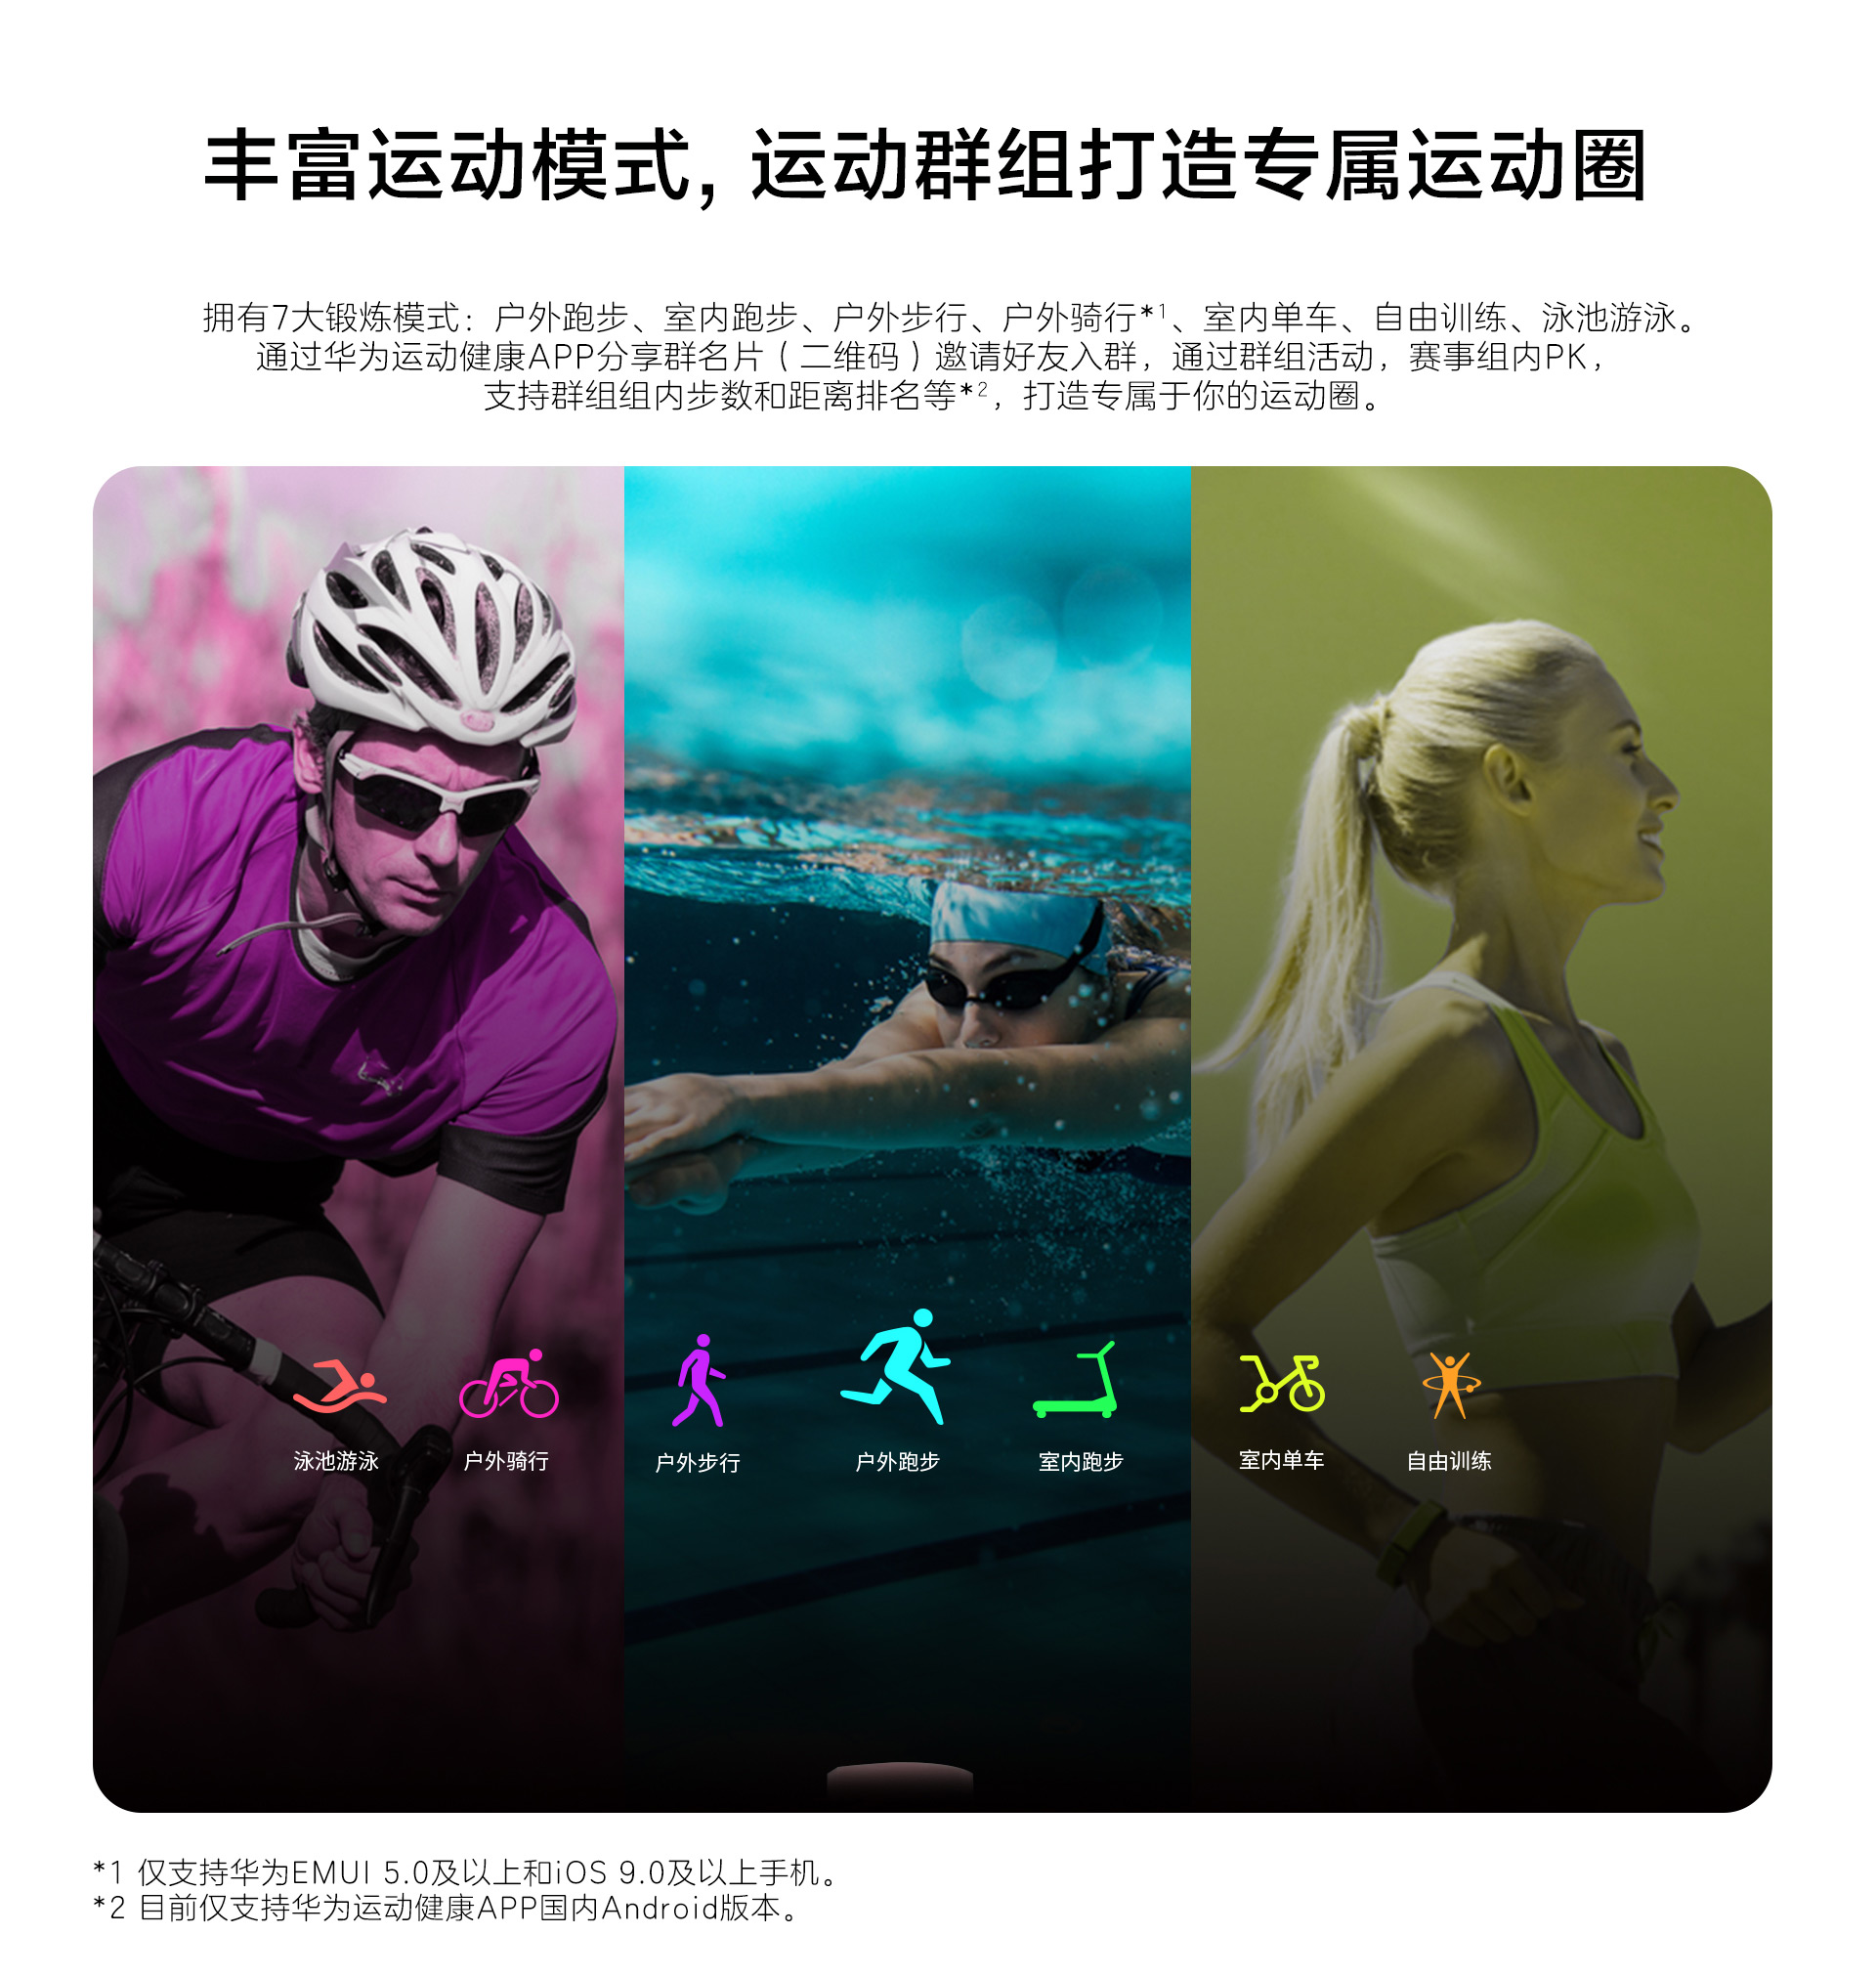 丰富运动模式，运动群组打造专属运动圈
拥有7大锻炼模式：户外跑步、室内跑步、户外步行、户外骑行*1、室内单车、自由训练、泳池游泳。
通过华为运动健康APP分享群名片（二维码）邀请好友入群，通过群组活动，赛事组内PK，
支持群组组内步数和距离排名等*2，打造专属于你的运动圈。
泳池游泳
户外骑行
户外步行
户外跑步
室内跑步
室内单车
自由训练
*1 仅支持华为EMUI 5.0及以上和iOS 9.0及以上手机。
*2 目前仅支持华为运动健康APP国内Android版本。